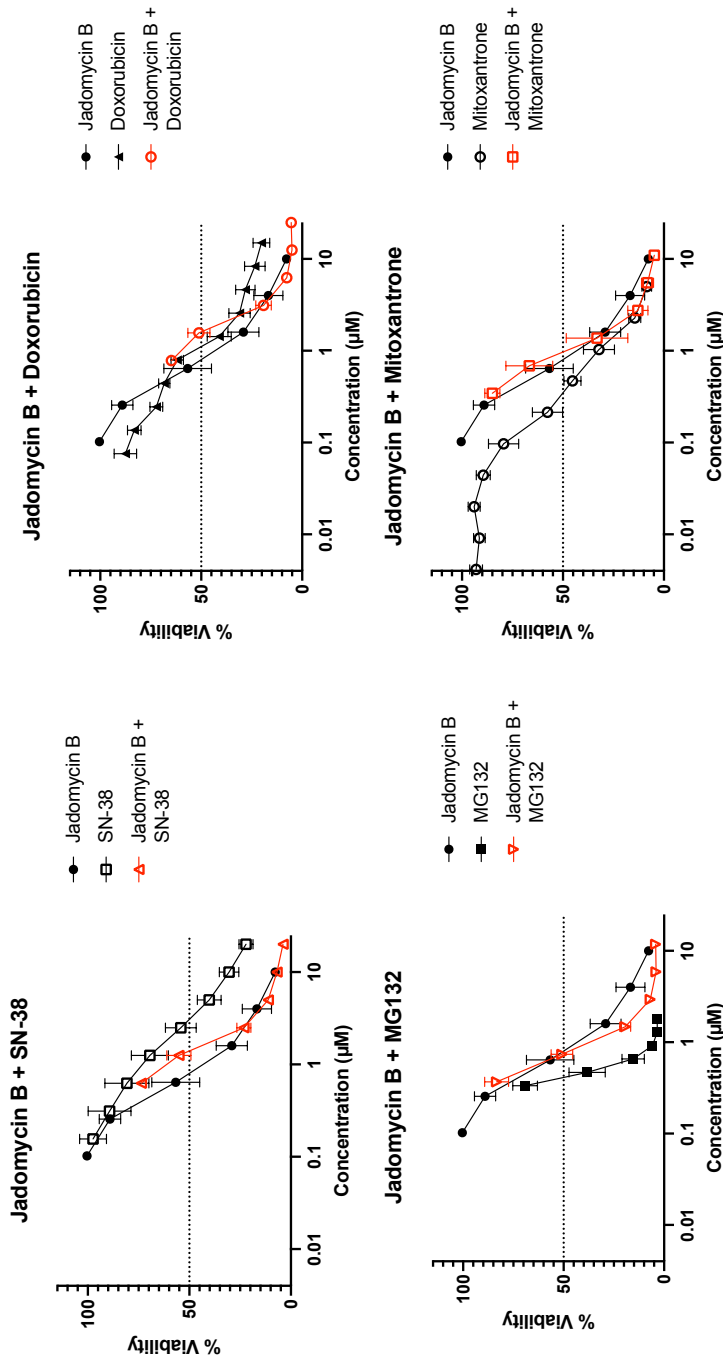 Jadomycin B + SN-38
% Viability
100
50
0
0.01
0.1
1
10
Concentration (µM)
Jadomycin B
SN-38
Jadomycin B +
SN-38
Jadomycin B + Doxorubicin
% Viability
100
50
0
0.01
0.1
1
10
Concentration (µM)
Jadomycin B
Doxorubicin
Jadomycin B +
Doxorubicin
Jadomycin B + MG132
% Viability
100
50
0
0.01
0.1
1
10
Concentration (µM)
Jadomycin B
MG132
Jadomycin B +
MG132
Jadomycin B + Mitoxantrone
% Viability
100
50
0
0.01
0.1
1
10
Concentration (µM)
Jadomycin B
Mitoxantrone
Jadomycin B +
Mitoxantrone